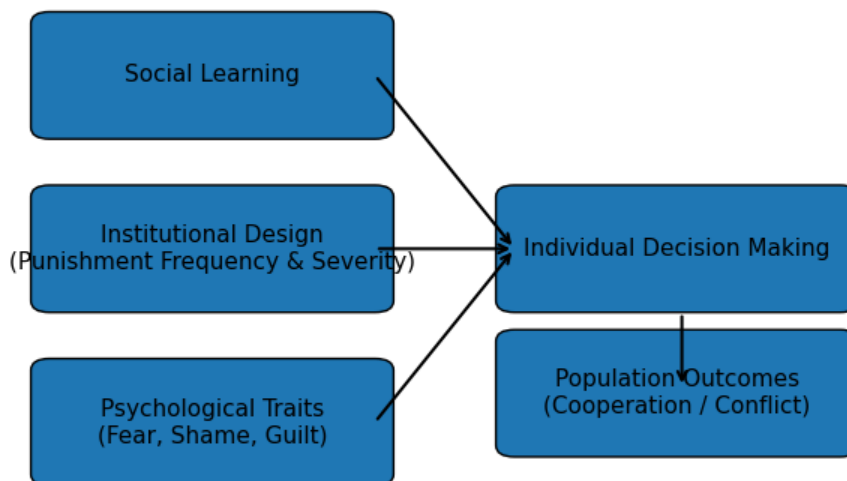 Social Learning
Institutional Design
(Punishment Frequency & Severity)
Individual Decision Making
Psychological Traits
(Fear, Shame, Guilt)
Population Outcomes
(Cooperation / Conflict)